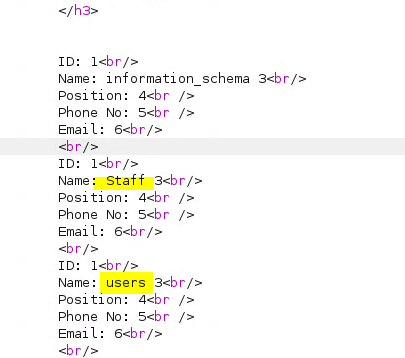 </h3>
ID: 1<br/>
Name: information_schema 3<br/>
Position: 4<br />
Phone No: 5<br />
Email: 6<br/>
<br/>
ID: 1<br/>
Name: Staff 3<br/>
Position: 4<br />
Phone No: 5<br />
Email: 6<br/>
<br/>
ID: 1<br/>
Name: users 3<br/>
Position: 4<br />
Phone No: 5<br />
Email: 6<br/>
<br/>